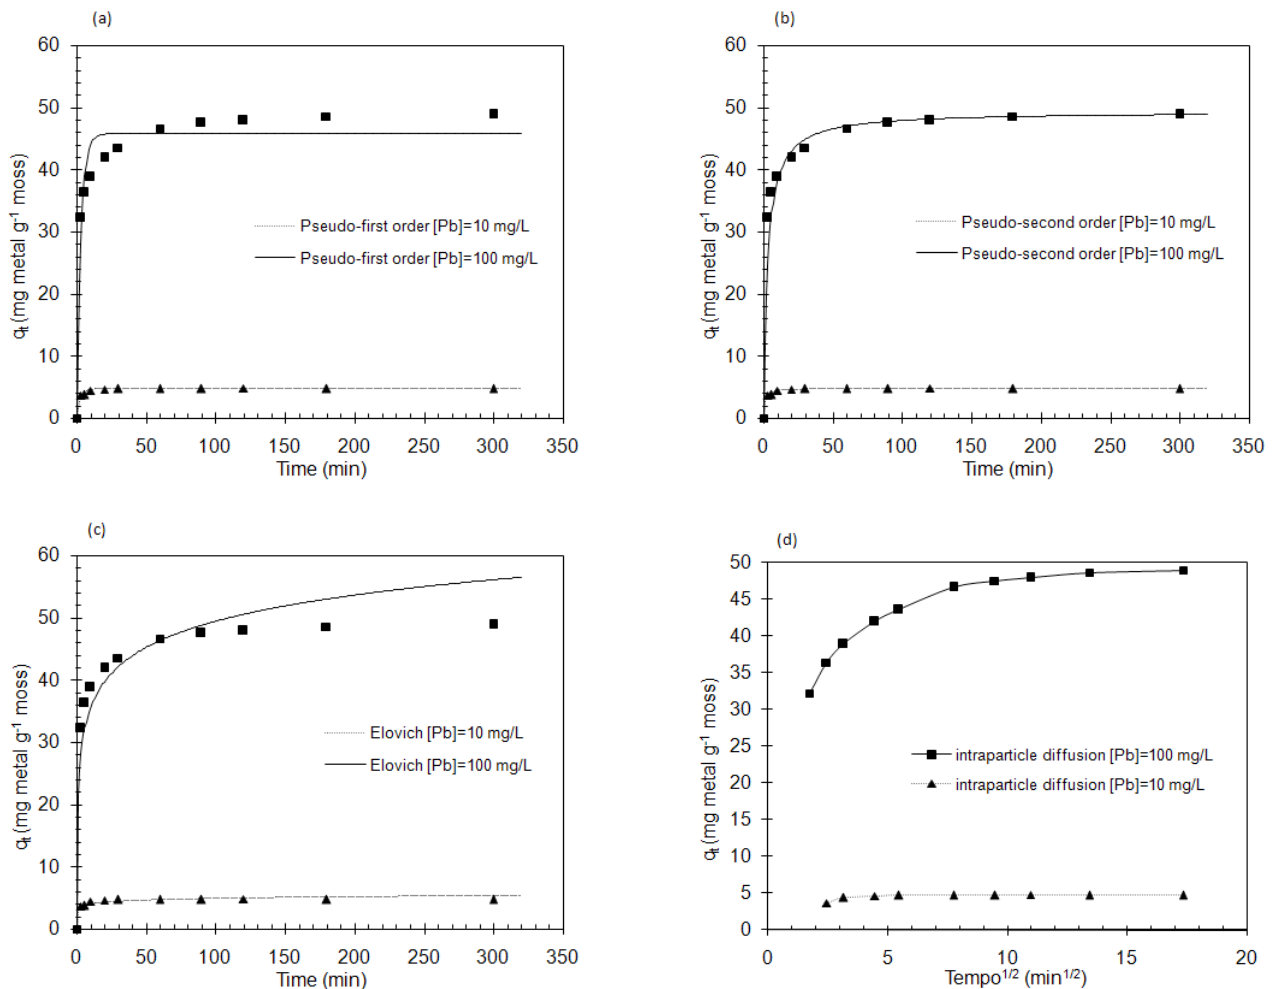 (a)
60
50
40
30
20
10
0
qt (mg metal g-1 moss)
Pseudo-first order [Pb]=10 mg/L
Pseudo-first order [Pb]=100 mg/L
0 50 100 150 200 250 300 350
Time (min)
(b)
60
50
40
30
20
10
0
qt (mg metal g-1 moss)
Pseudo-second order [Pb]=10 mg/L
Pseudo-second order [Pb]=100 mg/L
0 50 100 150 200 250 300 350
Time (min)
(c)
60
50
40
30
20
10
0
qt (mg metal g-1 moss)
Elovich [Pb]=10 mg/L
Elovich [Pb]=100 mg/L
0 50 100 150 200 250 300 350
Time (min)
(d)
50
45
40
35
30
25
20
15
10
5
0
qt (mg metal g-1 moss)
intraparticle diffusion [Pb]=100 mg/L
intraparticle diffusion [Pb]=10 mg/L
0 5 10 15 20
Tempo1/2 (min1/2)